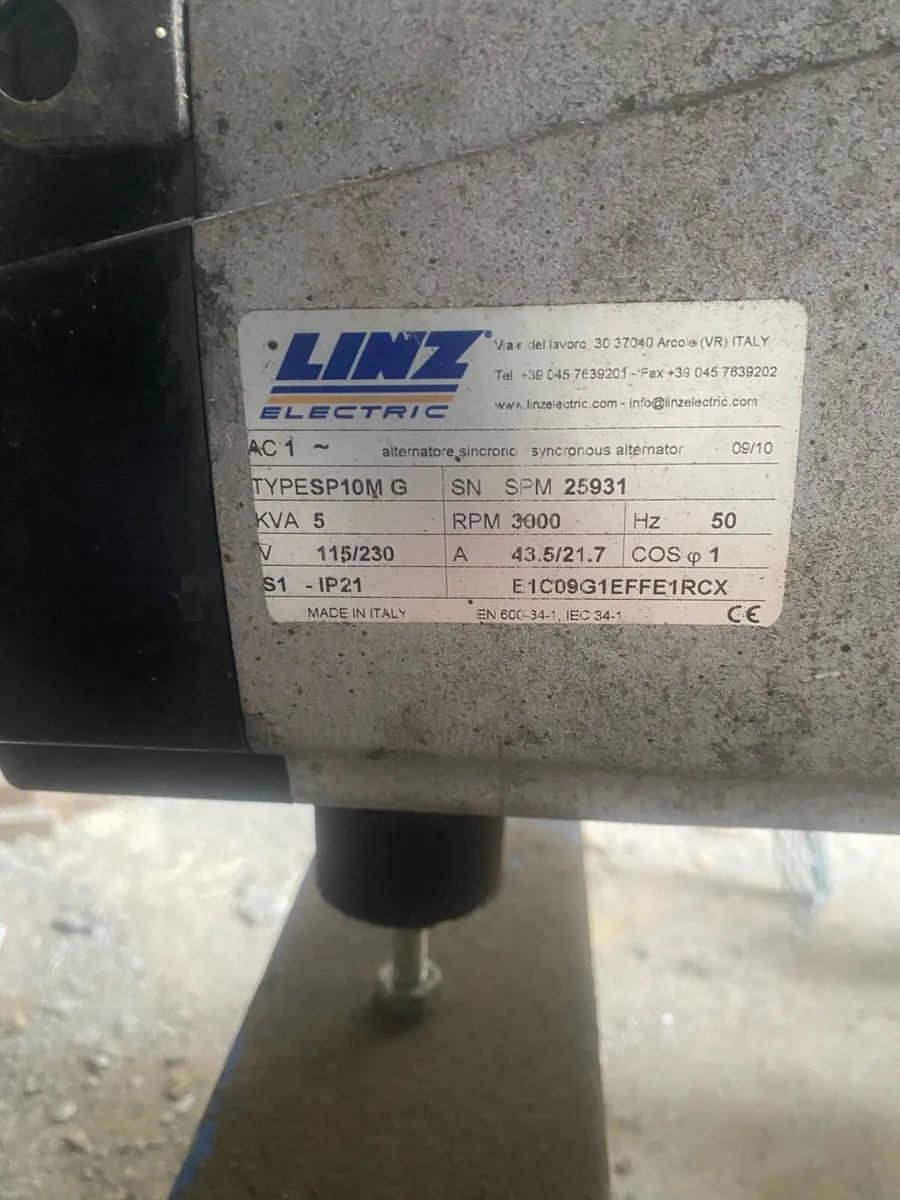 LINZ®
ELECTRIC
Viale del lavoro, 30 37040 Arcole (VR) ITALY
Tel +39 045 7639201 - Fax +39 045 7639202
www.linzelectric.com - info@linzelectric.com
AC 1 ~ alternatore sincrono syncronous alternator 09/10
TYPE SP10M G SN SPM 25931
KVA 5 RPM 3000 Hz 50
V 115/230 A 43.5/21.7 COS φ 1
S1 - IP21 E1C09G1EFFE1RCX
MADE IN ITALY EN 600-34-1, IEC 34-1 CE